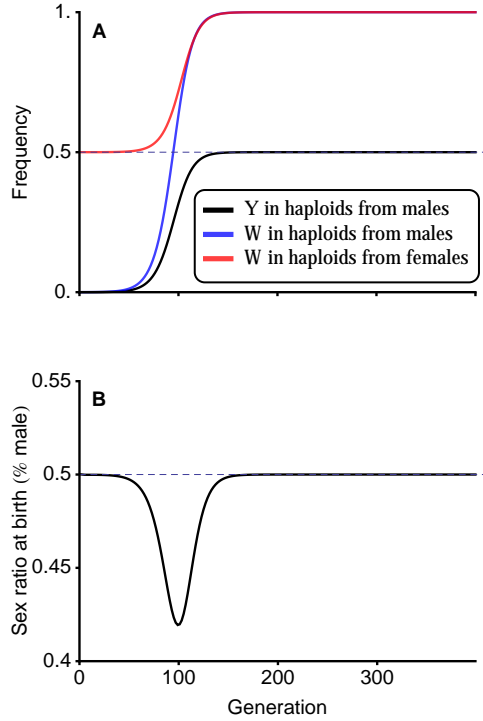 1.
A
0.5
0.
Frequency
Y in haploids from males
W in haploids from males
W in haploids from females
0.55
B
0.5
0.45
0.4
Sex ratio at birth (% male)
0 100 200 300
Generation